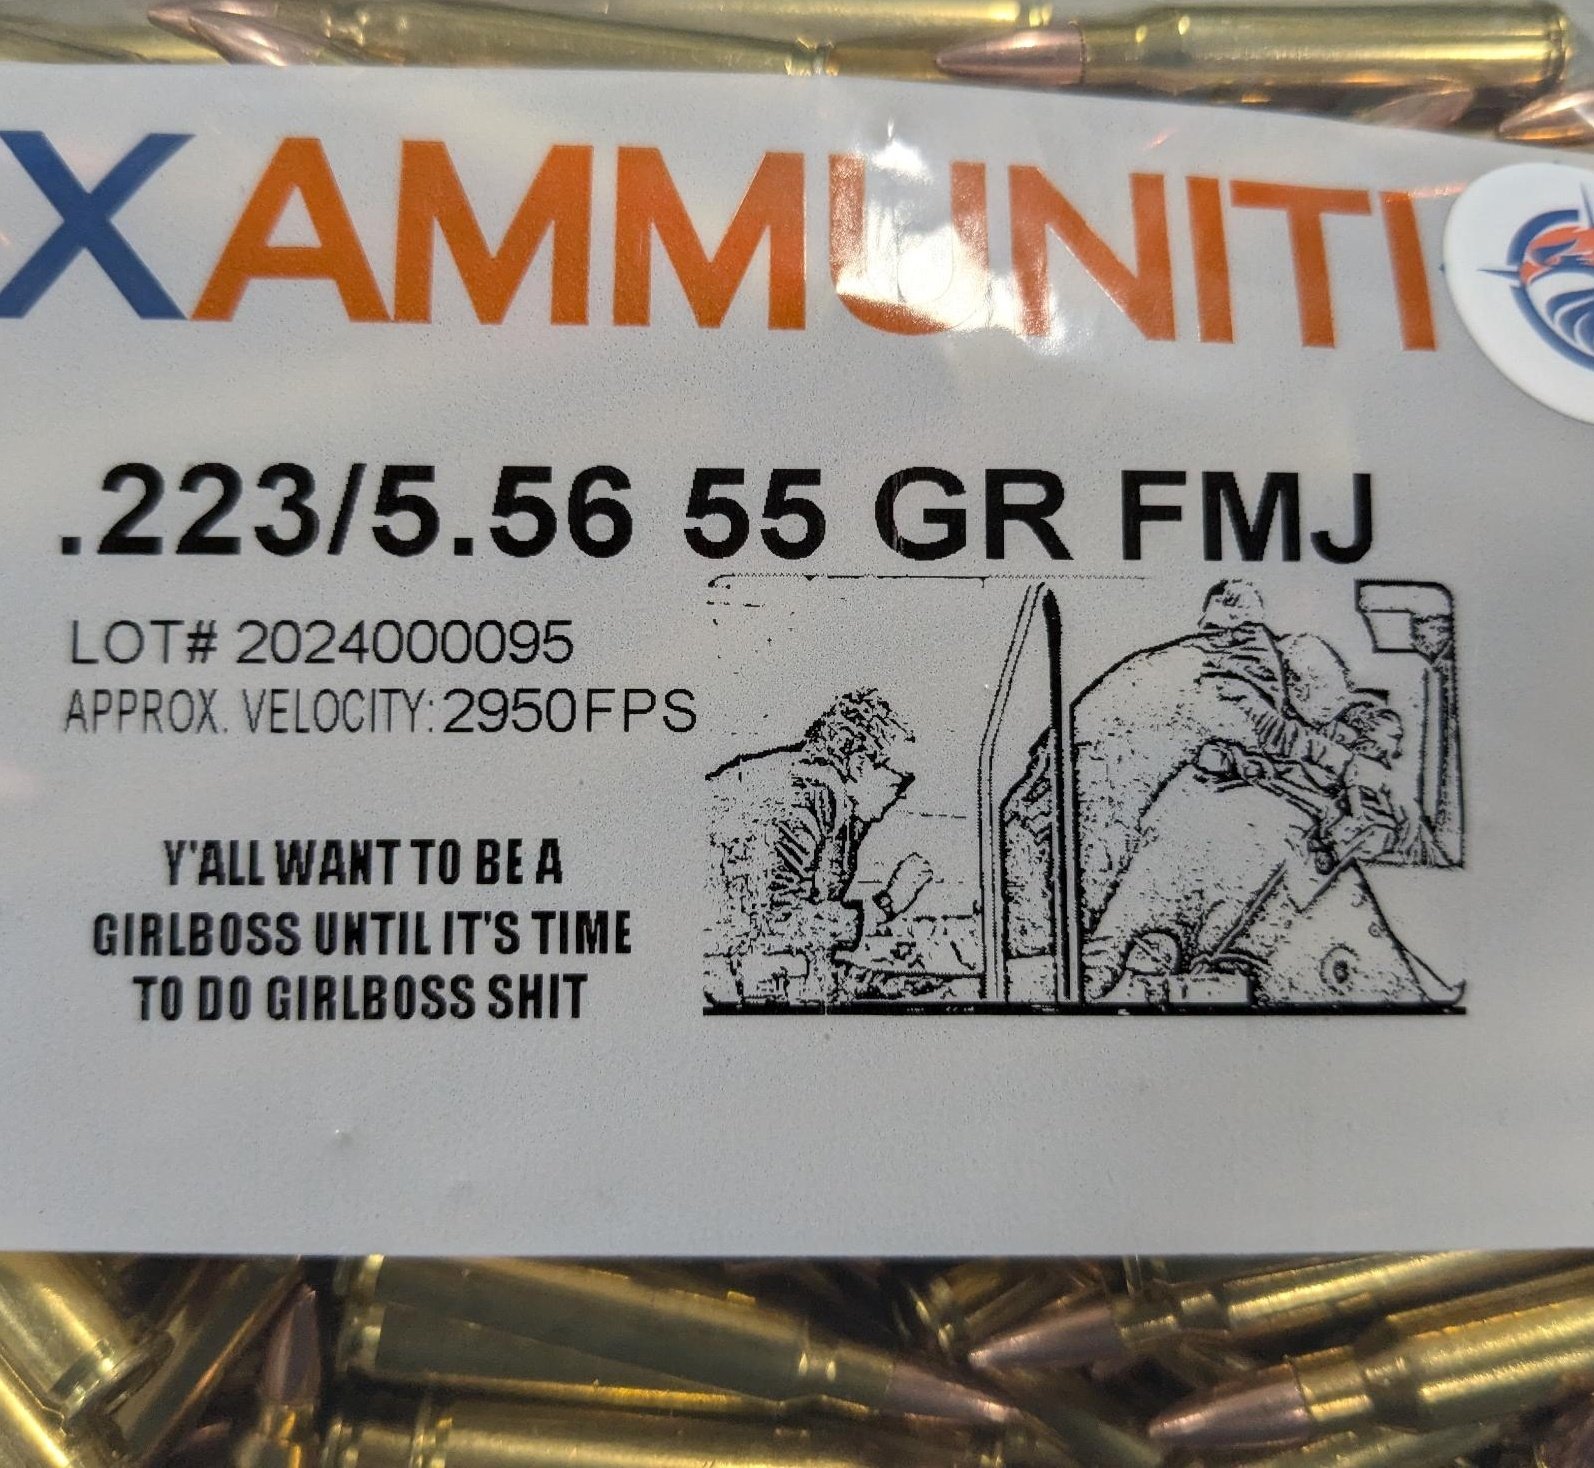 XAMMUNITI
.223/5.56 55 GR FMJ
LOT# 2024000095
APPROX. VELOCITY: 2950FPS
Y'ALL WANT TO BE A
GIRLBOSS UNTIL IT'S TIME
TO DO GIRLBOSS SHIT